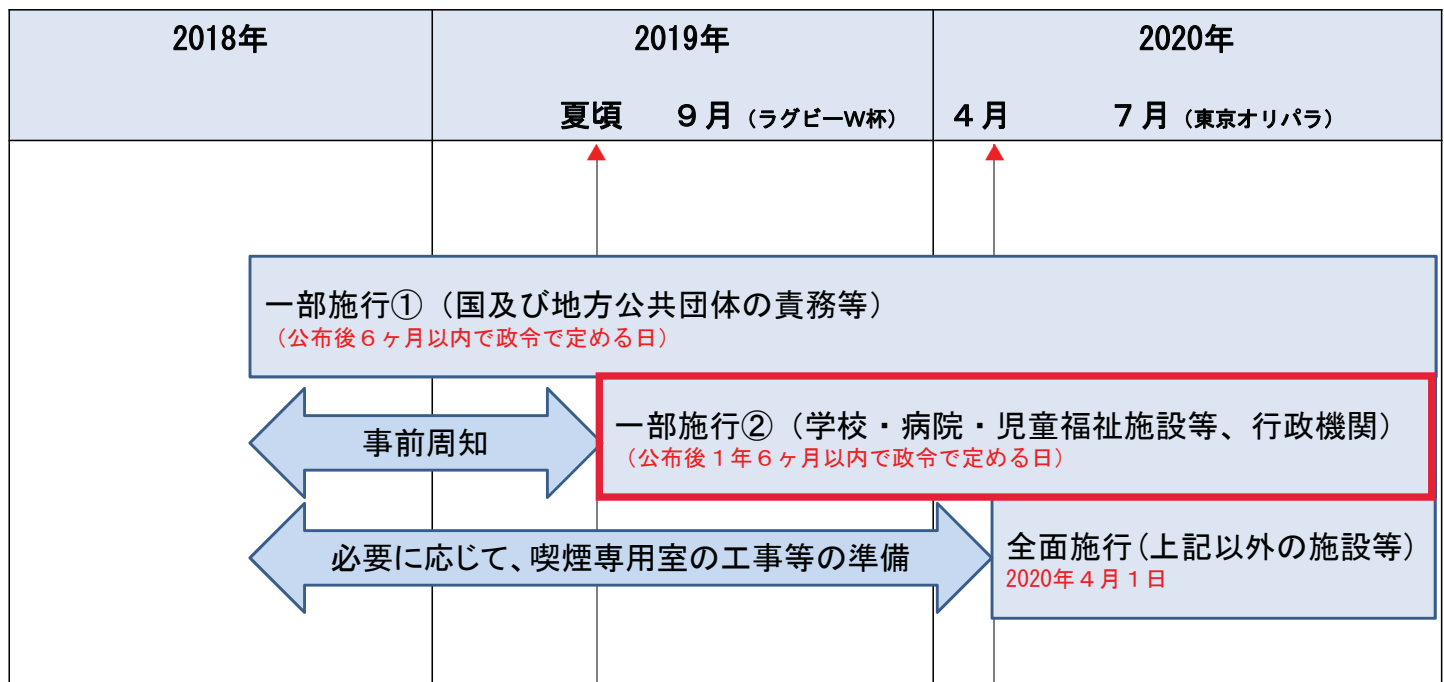 2018年
2019年
2020年
夏頃
９月（ラグビーW杯）
４月
７月（東京オリパラ）
一部施行①（国及び地方公共団体の責務等）
（公布後６ヶ月以内で政令で定める日）
事前周知
一部施行②（学校・病院・児童福祉施設等、行政機関）
（公布後１年６ヶ月以内で政令で定める日）
必要に応じて、喫煙専用室の工事等の準備
全面施行（上記以外の施設等）
2020年４月１日